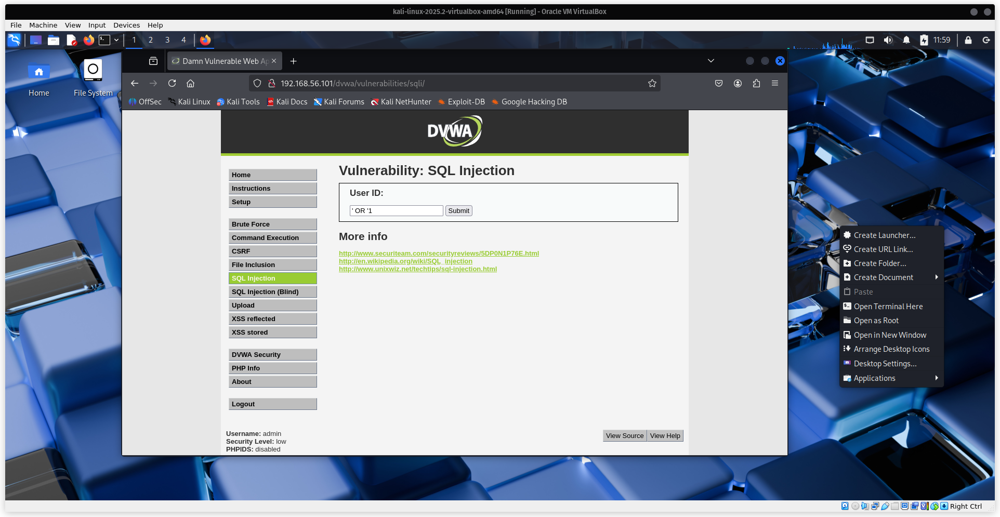 kali-linux-2025.2-virtualbox-amd64 [Running] - Oracle VM VirtualBox
File Machine View Input Devices Help
1 2 3 4 11:59
Home File System
Damn Vulnerable Web Ap
192.168.56.101/dvwa/vulnerabilities/sqli/
OffSec Kali Linux Kali Tools Kali Docs Kali Forums Kali NetHunter Exploit-DB Google Hacking DB
DVWA
Home
Instructions
Setup
Brute Force
Command Execution
CSRF
File Inclusion
SQL Injection
SQL Injection (Blind)
Upload
XSS reflected
XSS stored
DVWA Security
PHP Info
About
Logout
Vulnerability: SQL Injection
User ID:
' OR '1 Submit
More info
http://www.securiteam.com/securityreviews/5DP0N1P76E.html
http://en.wikipedia.org/wiki/SQL_injection
http://www.unixwiz.net/techtips/sql-injection.html
Username: admin
Security Level: low
PHPIDS: disabled
View Source View Help
Create Launcher...
Create URL Link...
Create Folder...
Create Document
Paste
Open Terminal Here
Open as Root
Open in New Window
Arrange Desktop Icons
Desktop Settings...
Applications
Right Ctrl